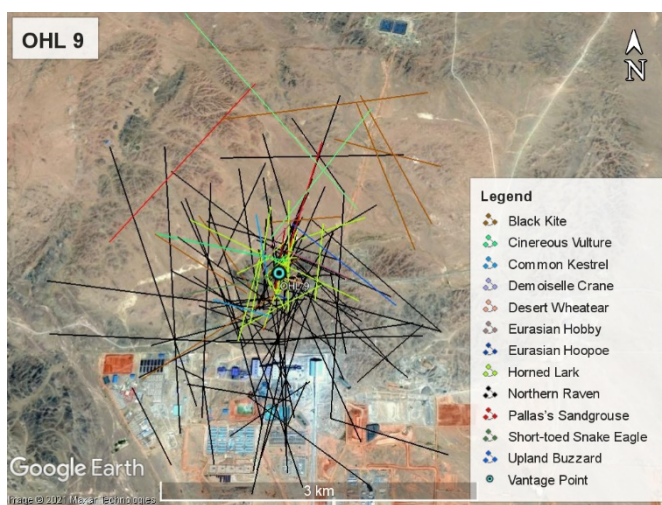 OHL 9
N
Legend
Black Kite
Cinereous Vulture
Common Kestrel
Demoiselle Crane
Desert Wheatear
Eurasian Hobby
Eurasian Hoopoe
Horned Lark
Northern Raven
Pallas's Sandgrouse
Short-toed Snake Eagle
Upland Buzzard
Vantage Point
OHL 9
Google Earth
Image © 2021 Maxar Technologies
3 km